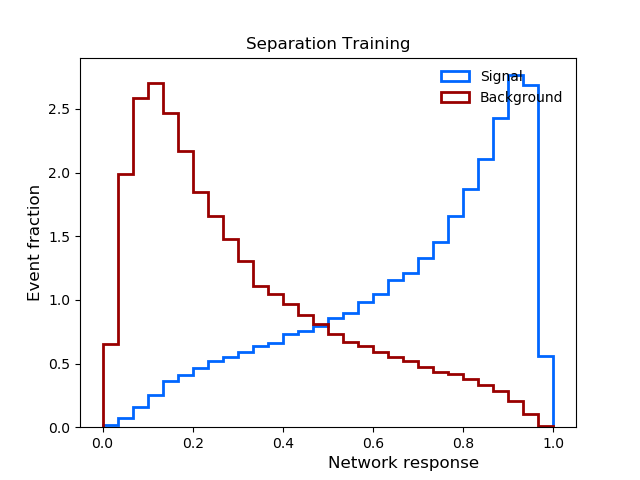 Separation Training
Signal
Background
Event fraction
2.5
2.0
1.5
1.0
0.5
0.0
0.0 0.2 0.4 0.6 0.8 1.0
Network response